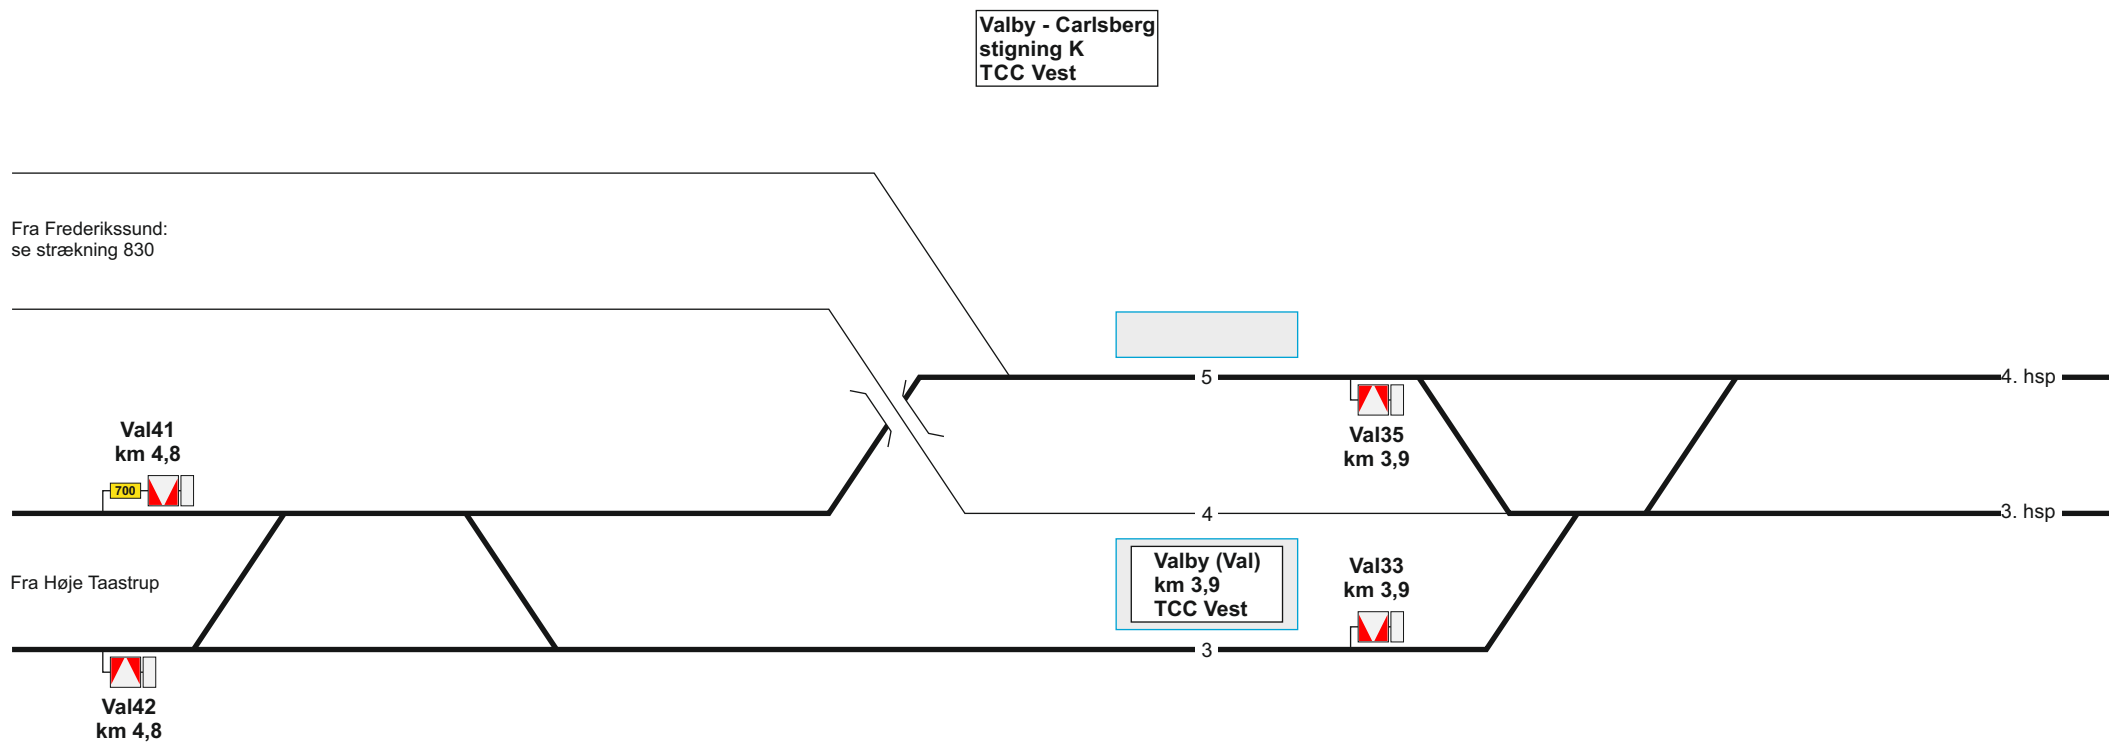 Valby - Carlsberg
stigning K
TCC Vest
Fra Frederikssund:
se strækning 830
5
4. hsp
Val41
km 4,8
700
Val35
km 3,9
4
3. hsp
Fra Høje Taastrup
Valby (Val)
km 3,9
TCC Vest
Val33
km 3,9
3
Val42
km 4,8